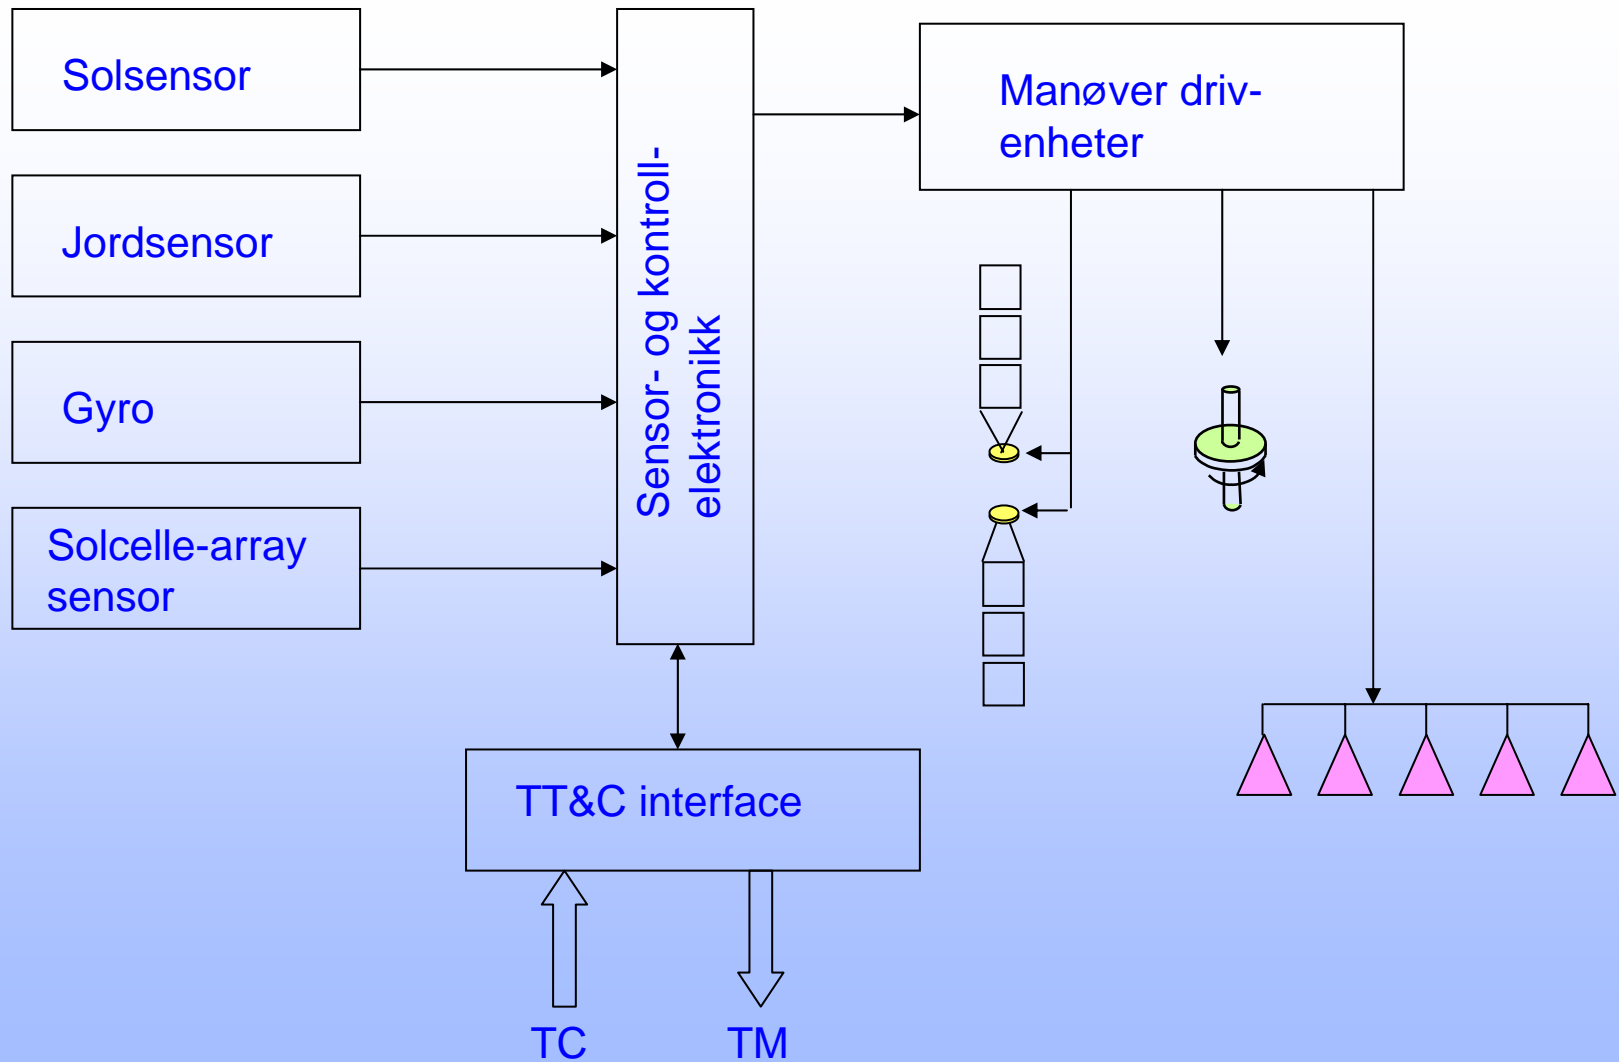 Solsensor
Jordsensor
Gyro
Solcelle-array
sensor
Sensor- og kontroll-
elektronikk
Manøver driv-
enheter
TT&C interface
TC
TM